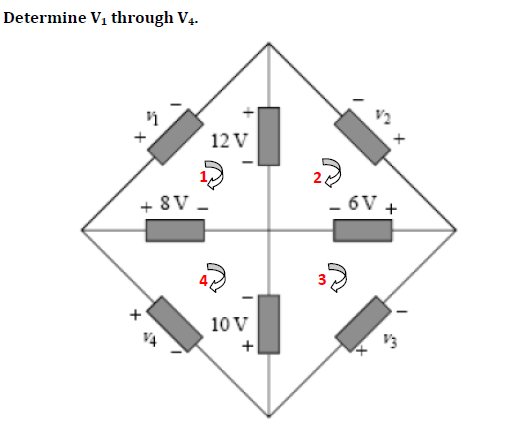 Determine V₁ through V₄.
−
v₁
+
+
12 V
−
−
v₂
+
1
2
+ 8 V −
− 6 V +
4
3
+
v₄
−
−
10 V
+
−
v₃
+